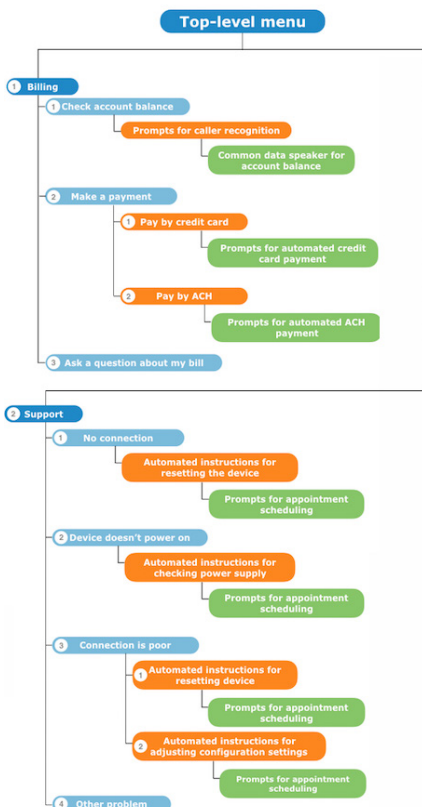 Top-level menu
1 Billing
1 Check account balance
Prompts for caller recognition
Common data speaker for
account balance
2 Make a payment
1 Pay by credit card
Prompts for automated credit
card payment
2 Pay by ACH
Prompts for automated ACH
payment
3 Ask a question about my bill
2 Support
1 No connection
Automated instructions for
resetting the device
Prompts for appointment
scheduling
2 Device doesn't power on
Automated instructions for
checking power supply
Prompts for appointment
scheduling
3 Connection is poor
1 Automated instructions for
resetting device
Prompts for appointment
scheduling
2 Automated instructions for
adjusting configuration settings
Prompts for appointment
scheduling
4 Other problem